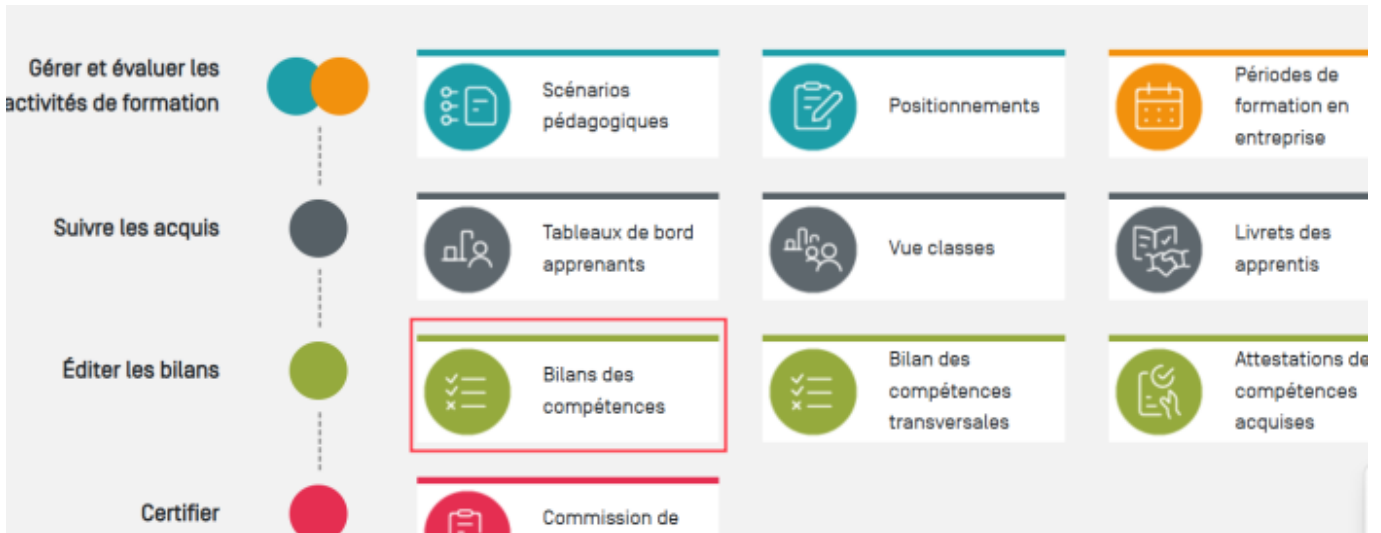 Gérer et évaluer les
activités de formation
Scénarios
pédagogiques
Positionnements
Périodes de
formation en
entreprise
Suivre les acquis
Tableaux de bord
apprenants
Vue classes
Livrets des
apprentis
Éditer les bilans
Bilans des
compétences
Bilan des
compétences
transversales
Attestations de
compétences
acquises
Certifier
Commission de